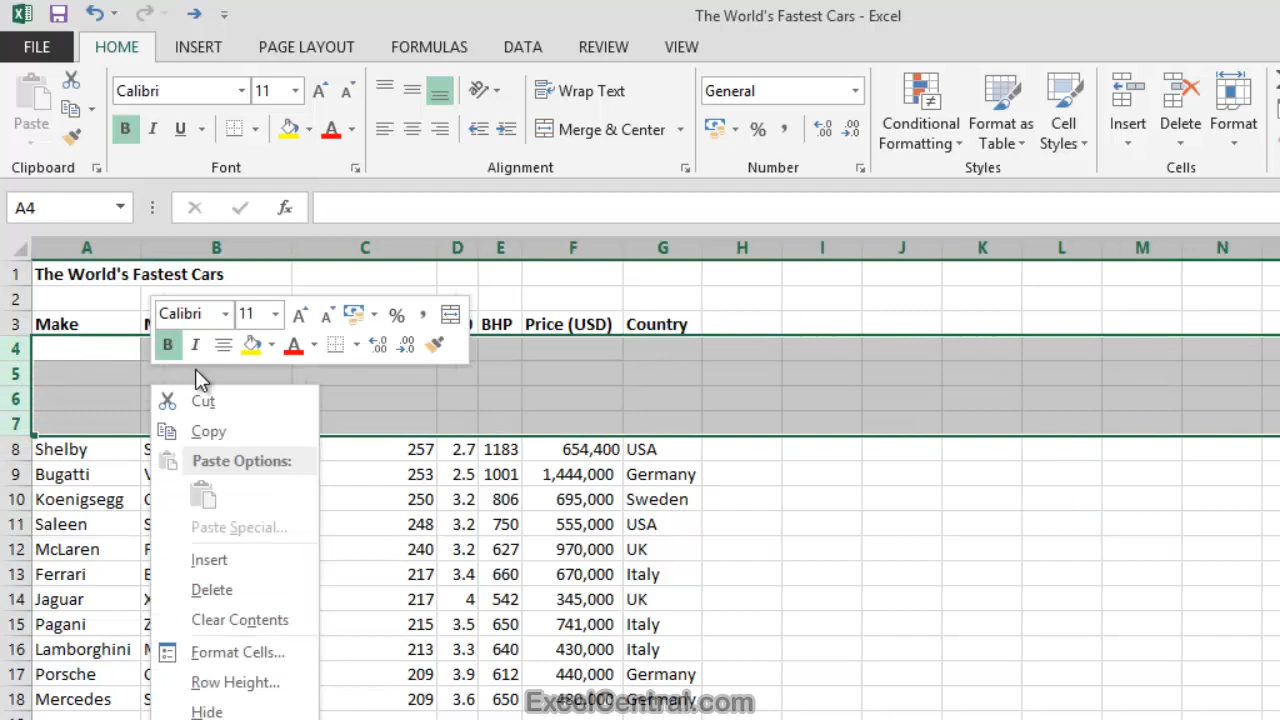 The World's Fastest Cars - Excel
FILE HOME INSERT PAGE LAYOUT FORMULAS DATA REVIEW VIEW
Calibri 11 Wrap Text General
Paste B I U Merge & Center % , Conditional Formatting Format as Table Cell Styles Insert Delete Format
Clipboard Font Alignment Number Styles Cells
A4 fx
A B C D E F G H I J K L M N
1 The World's Fastest Cars
2
Calibri 11 % ,
3 Make BHP Price (USD) Country
B I
4
5
6
7
Cut
Copy
Paste Options:
Paste Special...
Insert
Delete
Clear Contents
Format Cells...
Row Height...
Hide
8 Shelby S 257 2.7 1183 654,400 USA
9 Bugatti V 253 2.5 1001 1,444,000 Germany
10 Koenigsegg 250 3.2 806 695,000 Sweden
11 Saleen S 248 3.2 750 555,000 USA
12 McLaren F 240 3.2 627 970,000 UK
13 Ferrari E 217 3.4 660 670,000 Italy
14 Jaguar X 217 4 542 345,000 UK
15 Pagani Z 215 3.5 650 741,000 Italy
16 Lamborghini M 213 3.3 640 430,000 Italy
17 Porsche 209 3.9 612 440,000 Germany
18 Mercedes S 209 3.6 650 480,000 Germany
ExcelCentral.com